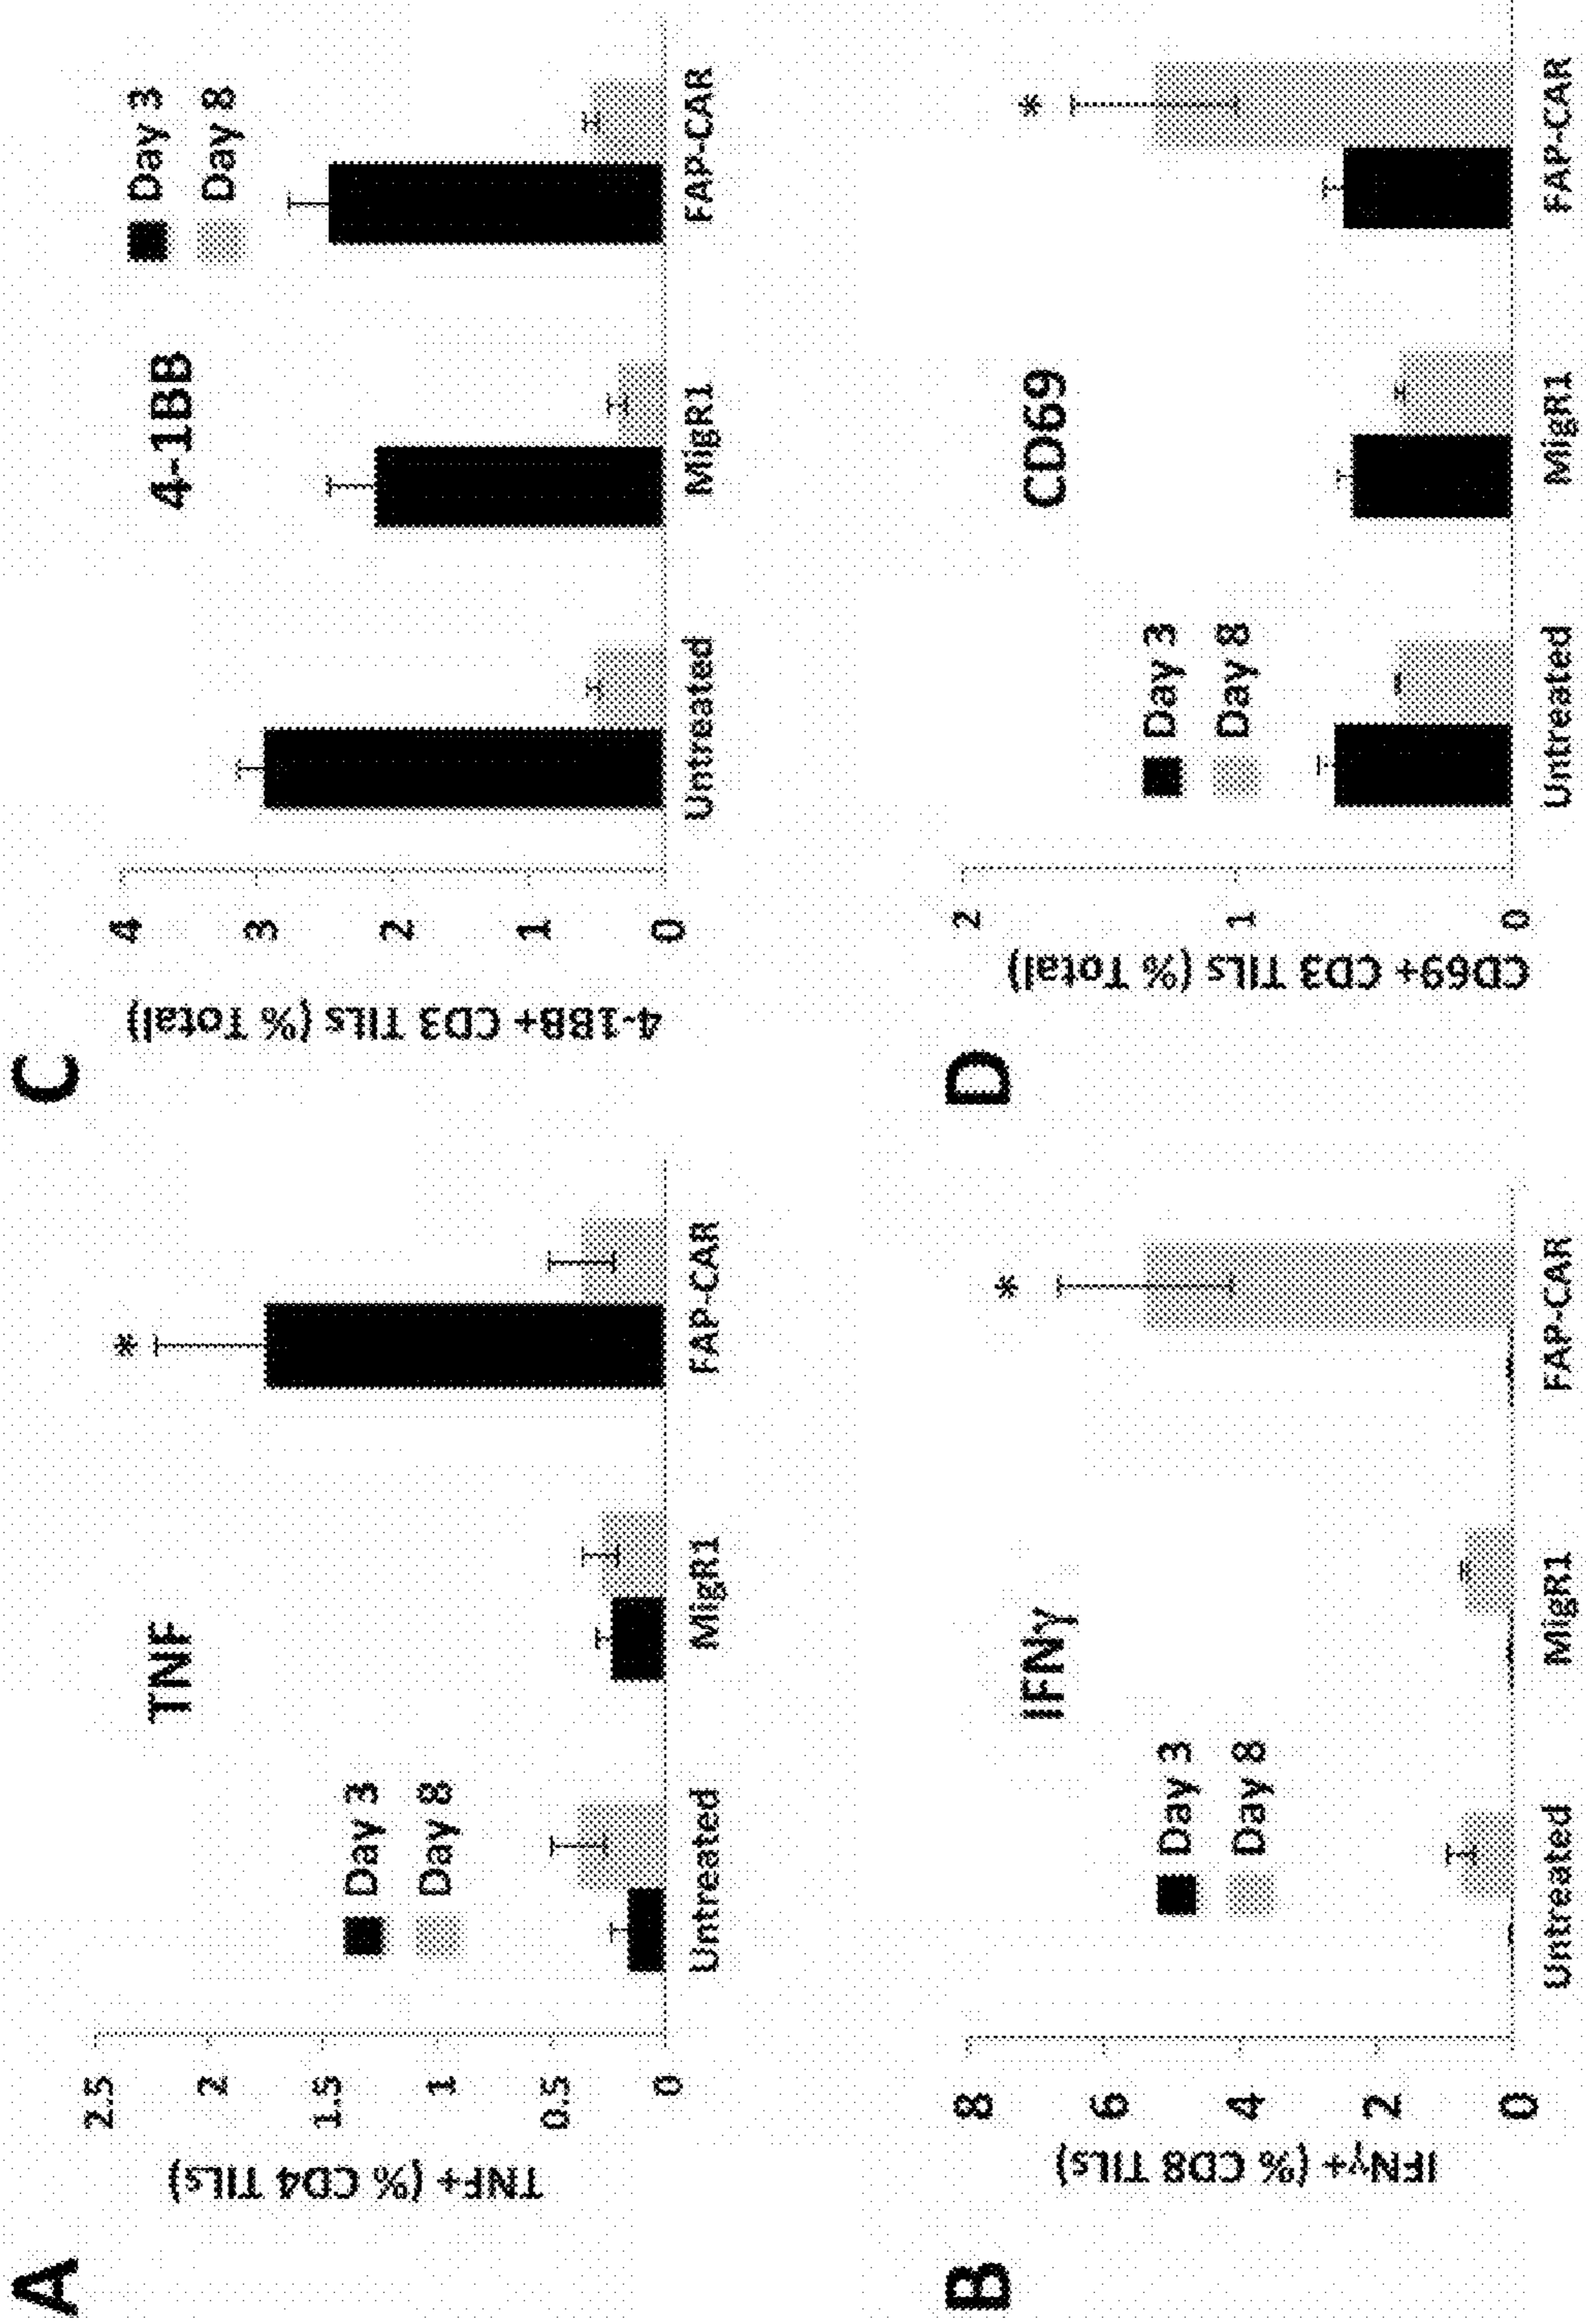 A
TNF
TNF+ (% CD4 TILs)
2.5
2
1.5
1
0.5
0
Day 3
Day 8
*
Untreated
MigR1
FAP-CAR
B
IFNγ
IFNγ+ (% CD8 TILs)
8
6
4
2
0
Day 3
Day 8
*
Untreated
MigR1
FAP-CAR
C
4-1BB
4-1BB+ CD3 TILs (% Total)
4
3
2
1
0
Day 3
Day 8
Untreated
MigR1
FAP-CAR
D
CD69
CD69+ CD3 TILs (% Total)
2
1
0
Day 3
Day 8
*
Untreated
MigR1
FAP-CAR